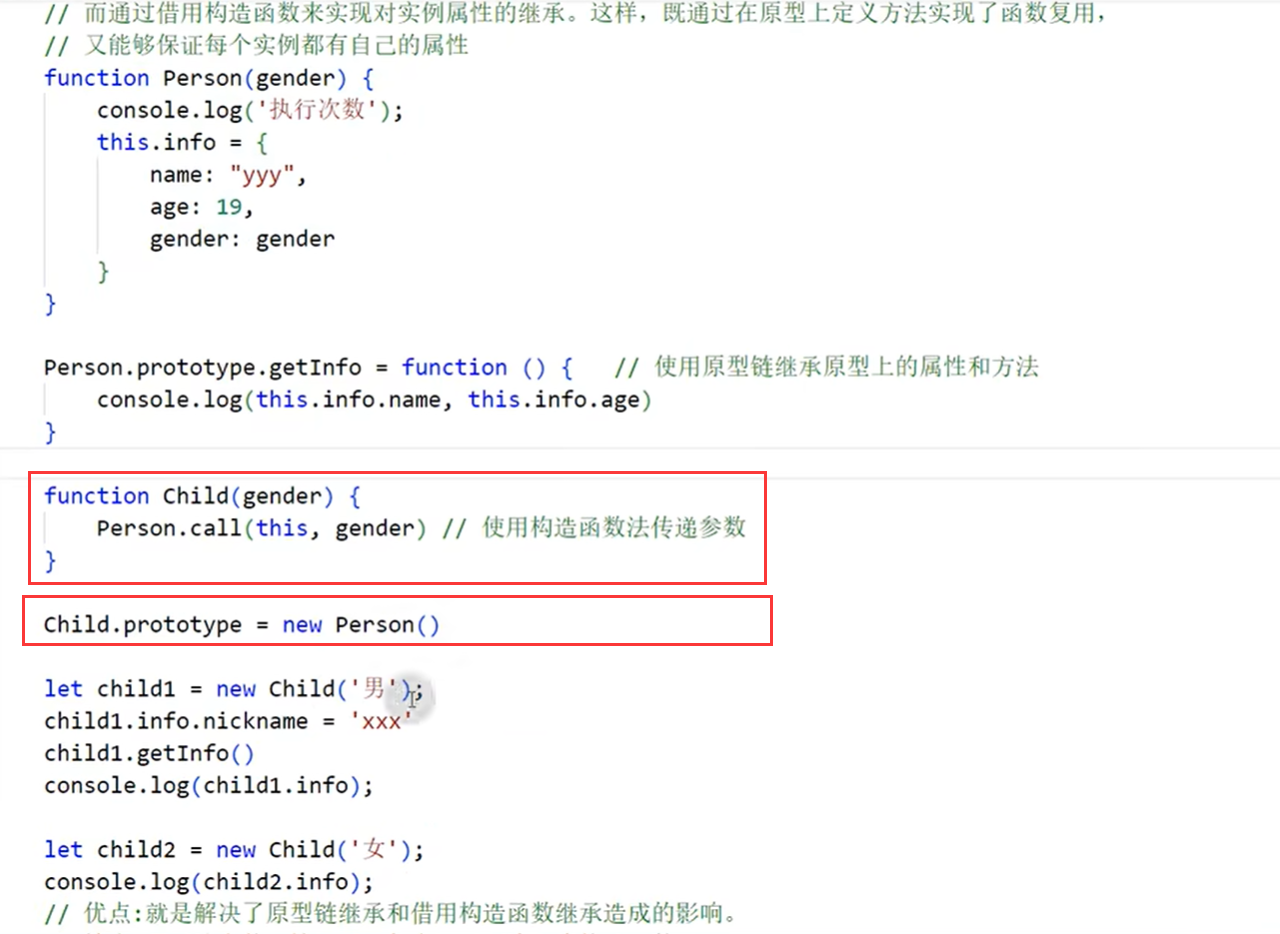 // 而通过借用构造函数来实现对实例属性的继承。这样，既通过在原型上定义方法实现了函数复用，
// 又能够保证每个实例都有自己的属性
function Person(gender) {
console.log('执行次数');
this.info = {
name: "yyy",
age: 19,
gender: gender
}
}
Person.prototype.getInfo = function () { // 使用原型链继承原型上的属性和方法
console.log(this.info.name, this.info.age)
}
function Child(gender) {
Person.call(this, gender) // 使用构造函数法传递参数
}
Child.prototype = new Person()
let child1 = new Child('男');
child1.info.nickname = 'xxx'
child1.getInfo()
console.log(child1.info);
let child2 = new Child('女');
console.log(child2.info);
// 优点:就是解决了原型链继承和借用构造函数继承造成的影响。